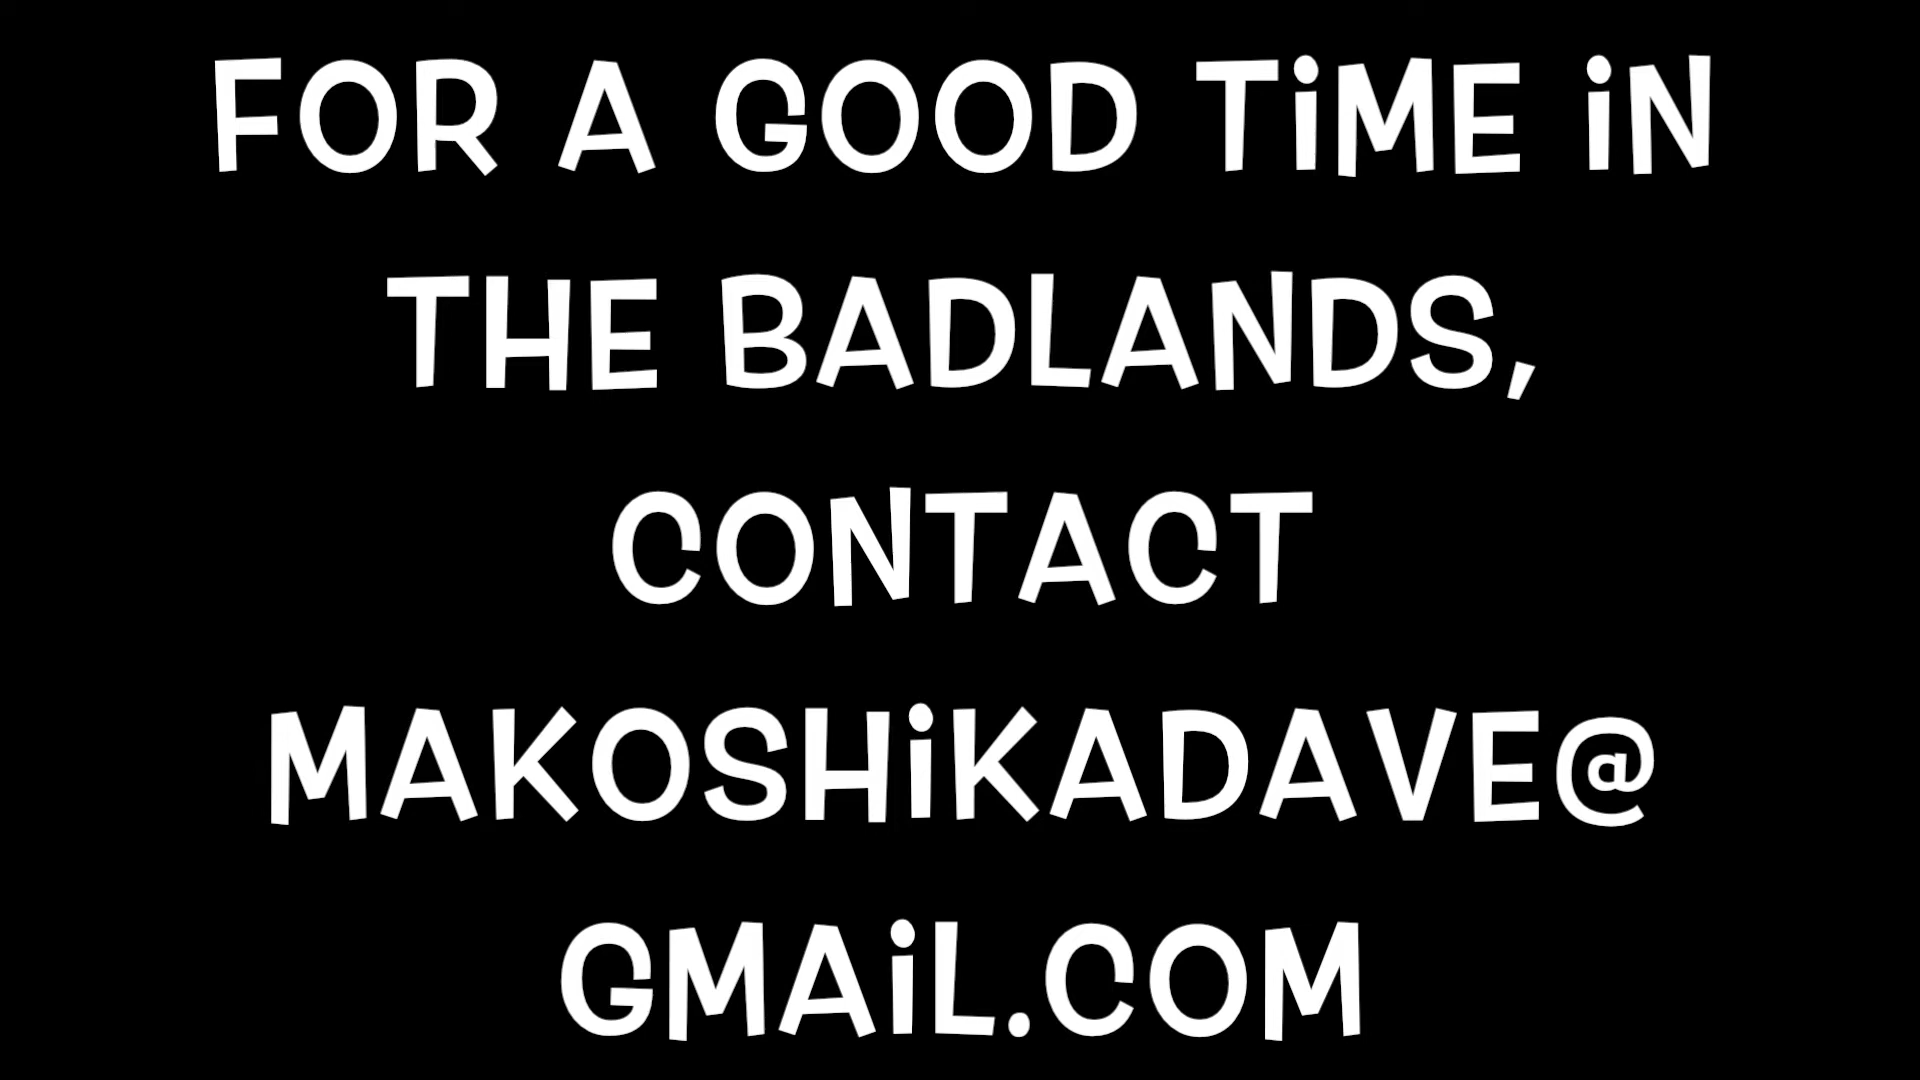 FOR A GOOD TiME iN
THE BADLANDS,
CONTACT
MAKOSHiKADAVE@
GMAiL.COM